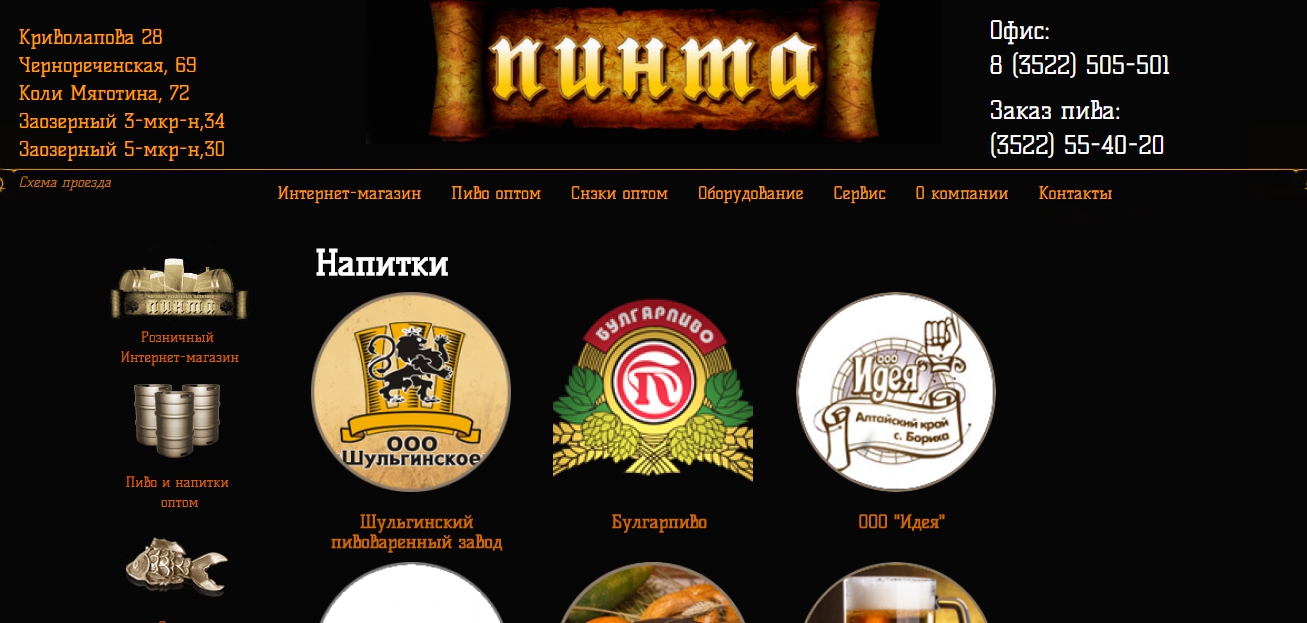 Криволапова 28
Чернореченская, 69
Коли Мяготина, 72
Заозерный 3-мкр-н,34
Заозерный 5-мкр-н,30
Схема проезда
пинта
Офис:
8 (3522) 505-501
Заказ пива:
(3522) 55-40-20
Интернет-магазин Пиво оптом Снэки оптом Оборудование Сервис О компании Контакты
пинта
Розничный
Интернет-магазин
Пиво и напитки
оптом
Напитки
ООО
Шульгинское
Шульгинский
пивоваренный завод
БУЛГАРПИВО
Булгарпиво
ООО
Идея
Алтайский край
с. Бориха
ООО "Идея"